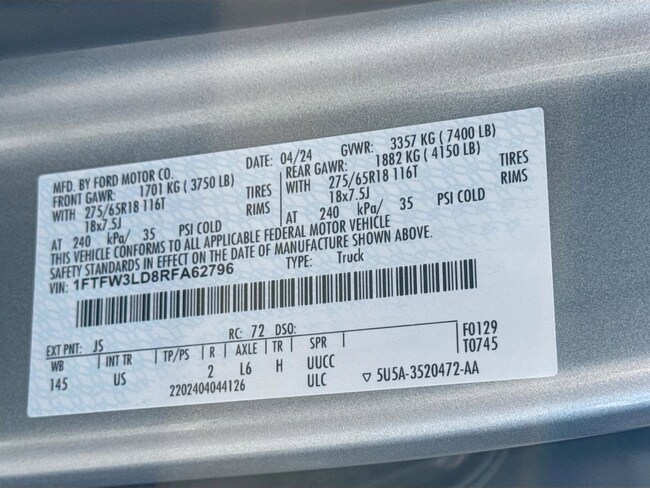 MFD. BY FORD MOTOR CO. DATE: 04/24 GVWR: 3357 KG ( 7400 LB)
FRONT GAWR: 1701 KG ( 3750 LB) REAR GAWR: 1882 KG ( 4150 LB)
WITH 275/65R18 116T TIRES WITH 275/65R18 116T TIRES
18x7.5J RIMS 18x7.5J RIMS
AT 240 kPa/ 35 PSI COLD AT 240 kPa/ 35 PSI COLD
THIS VEHICLE CONFORMS TO ALL APPLICABLE FEDERAL MOTOR VEHICLE
SAFETY STANDARDS IN EFFECT ON THE DATE OF MANUFACTURE SHOWN ABOVE.
VIN: 1FTFW3LD8RFA62796 TYPE: Truck
EXT PNT: JS RC: 72 DSO: F0129
WB INT TR TP/PS R AXLE TR SPR T0745
145 US 2 L6 H UUCC
2202404044126 ULC ▽ 5U5A-3520472-AA